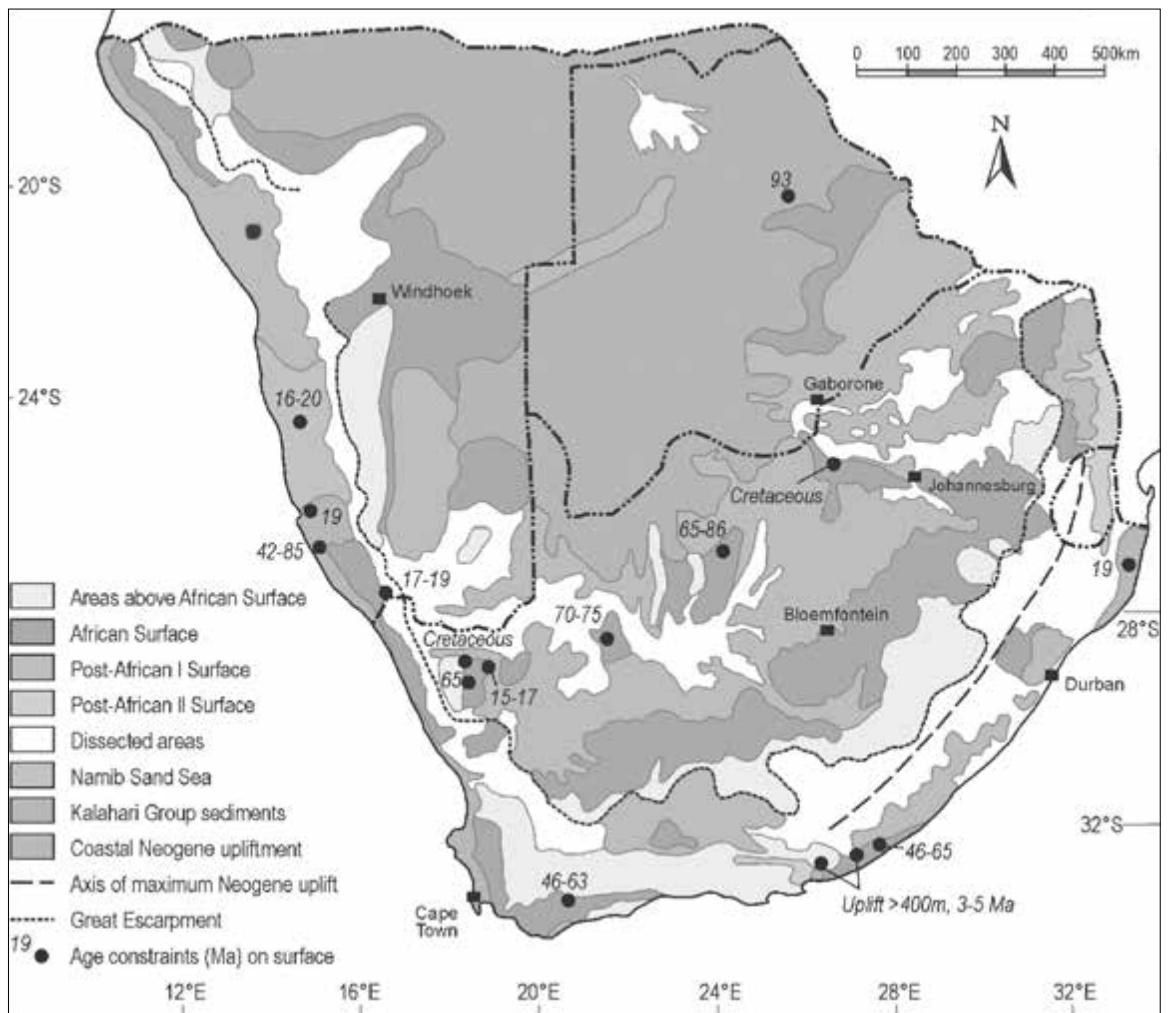 0 100 200 300 400 500km
N
20°S
93
Windhoek
24°S
16-20
Gaborone
Cretaceous
Johannesburg
19
42-85
65-86
17-19
19
Areas above African Surface
African Surface
Post-African I Surface
Post-African II Surface
Dissected areas
Namib Sand Sea
Kalahari Group sediments
Coastal Neogene upliftment
Axis of maximum Neogene uplift
Great Escarpment
19 Age constraints (Ma) on surface
70-75
Bloemfontein
28°S
Cretaceous
65
15-17
Durban
32°S
46-65
46-63
Uplift >400m, 3-5 Ma
Cape
Town
12°E 16°E 20°E 24°E 28°E 32°E